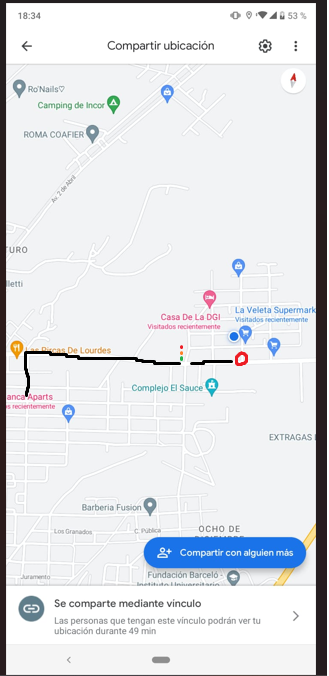 18:34
53 %
Compartir ubicación
Ro'Nails♡
Camping de Incor
ROMA COAFIER
Av. 2 de Abril
TURO
lletti
Casa De La DGI
Visitados recientemente
La Veleta Supermark
Visitados recientemente
Las Pircas De Lourdes
Complejo El Sauce
anca Aparts
s recientemente
EXTRAGAS
Barberia Fusion
Los Granados
C. Pública
OCHO DE
Compartir con alguien más
Juramento
Fundación Barceló -
Instituto Universitario
Se comparte mediante vínculo
Las personas que tengan este vínculo podrán ver tu
ubicación durante 49 min